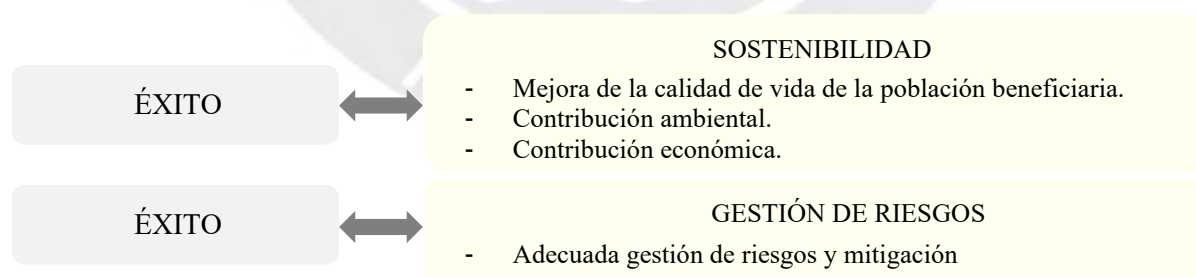 ÉXITO
SOSTENIBILIDAD
- Mejora de la calidad de vida de la población beneficiaria.
- Contribución ambiental.
- Contribución económica.
ÉXITO
GESTIÓN DE RIESGOS
- Adecuada gestión de riesgos y mitigación